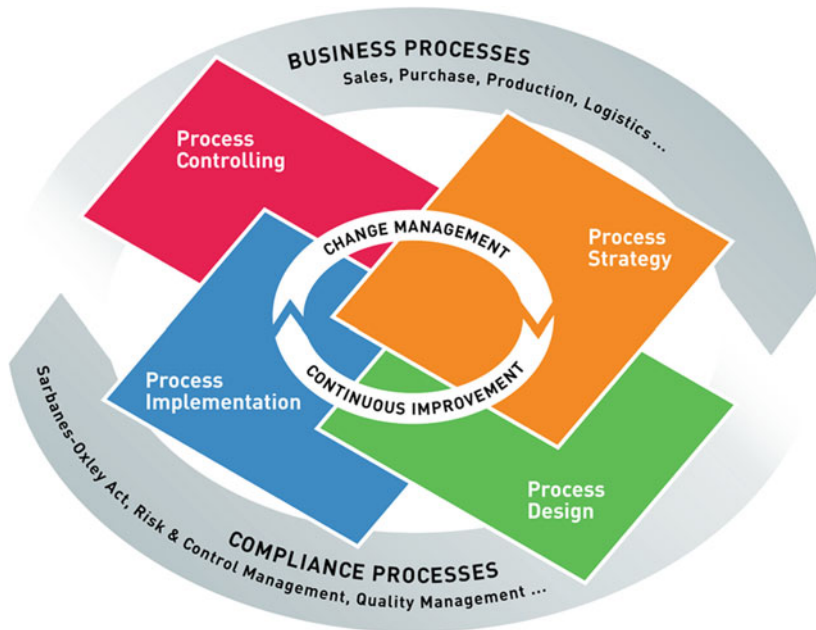 BUSINESS PROCESSES
Sales, Purchase, Production, Logistics ...
Process
Controlling
CHANGE MANAGEMENT
Process
Strategy
Process
Implementation
CONTINUOUS IMPROVEMENT
Process
Design
COMPLIANCE PROCESSES
Sarbanes-Oxley Act, Risk & Control Management, Quality Management ...